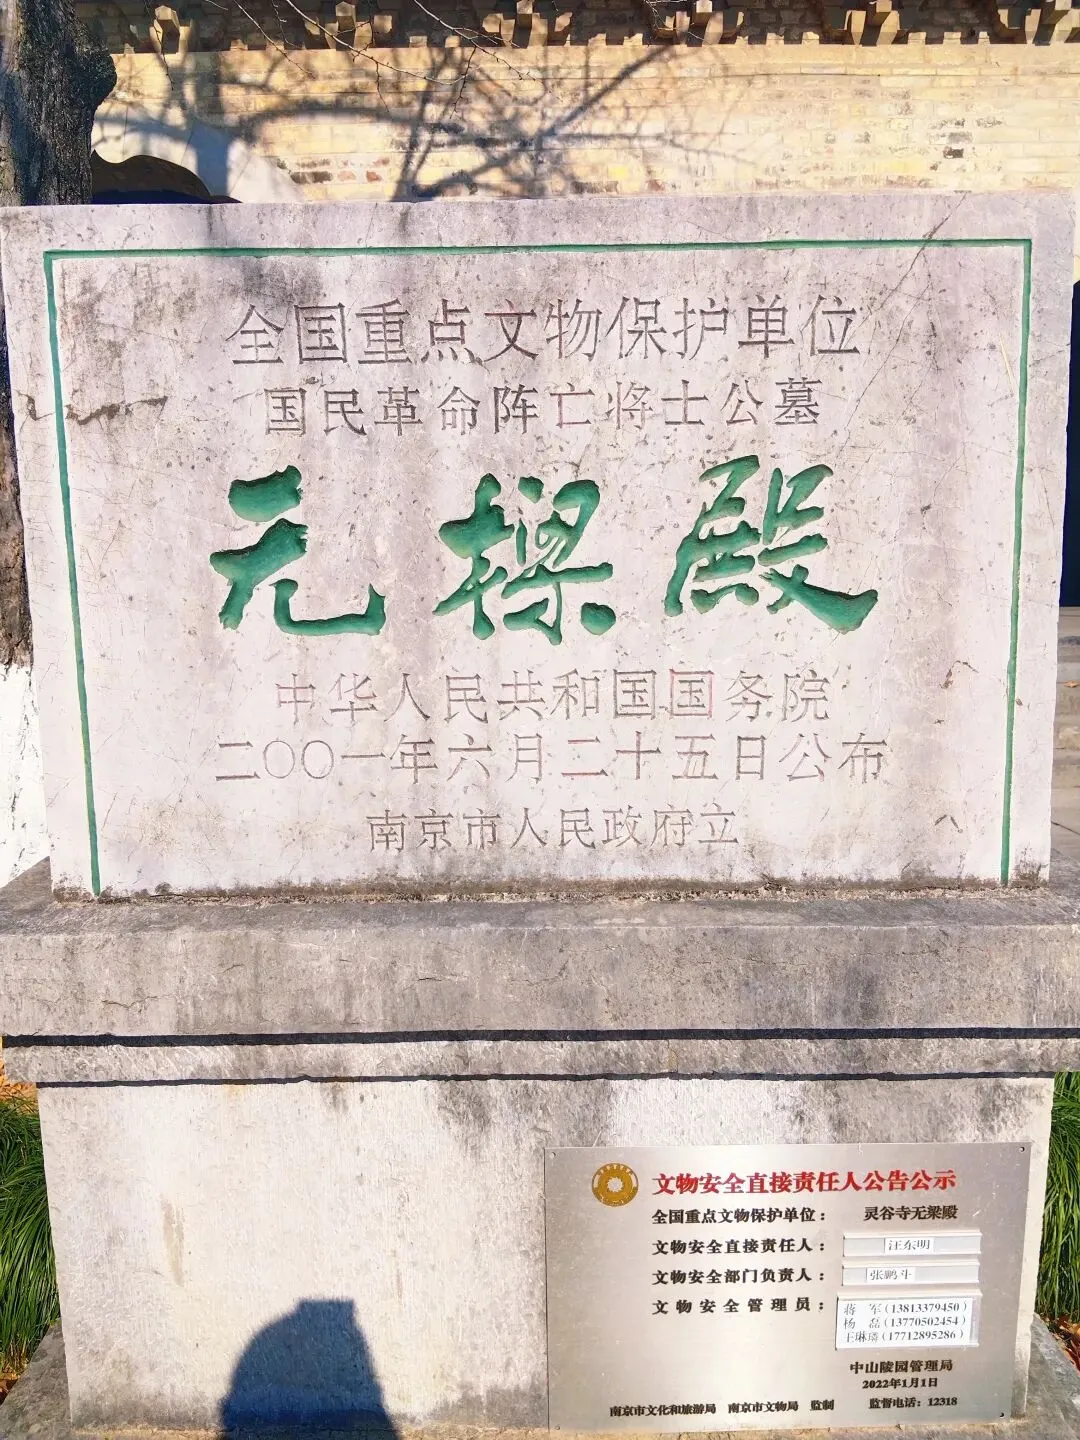 全国重点文物保护单位
国民革命阵亡将士公墓
无樑殿
中华人民共和国国务院
二〇〇一年六月二十五日公布
南京市人民政府立
文物安全直接责任人公告公示
全国重点文物保护单位： 灵谷寺无梁殿
文物安全直接责任人： 汪东明
文物安全部门负责人： 张鹏斗
文物安全管理员： 蒋 军（13813379450）
杨 磊（13770502454）
王琳璘（17712895286）
中山陵园管理局
2022年1月1日
南京市文化和旅游局 南京市文物局 监制 监督电话：12318